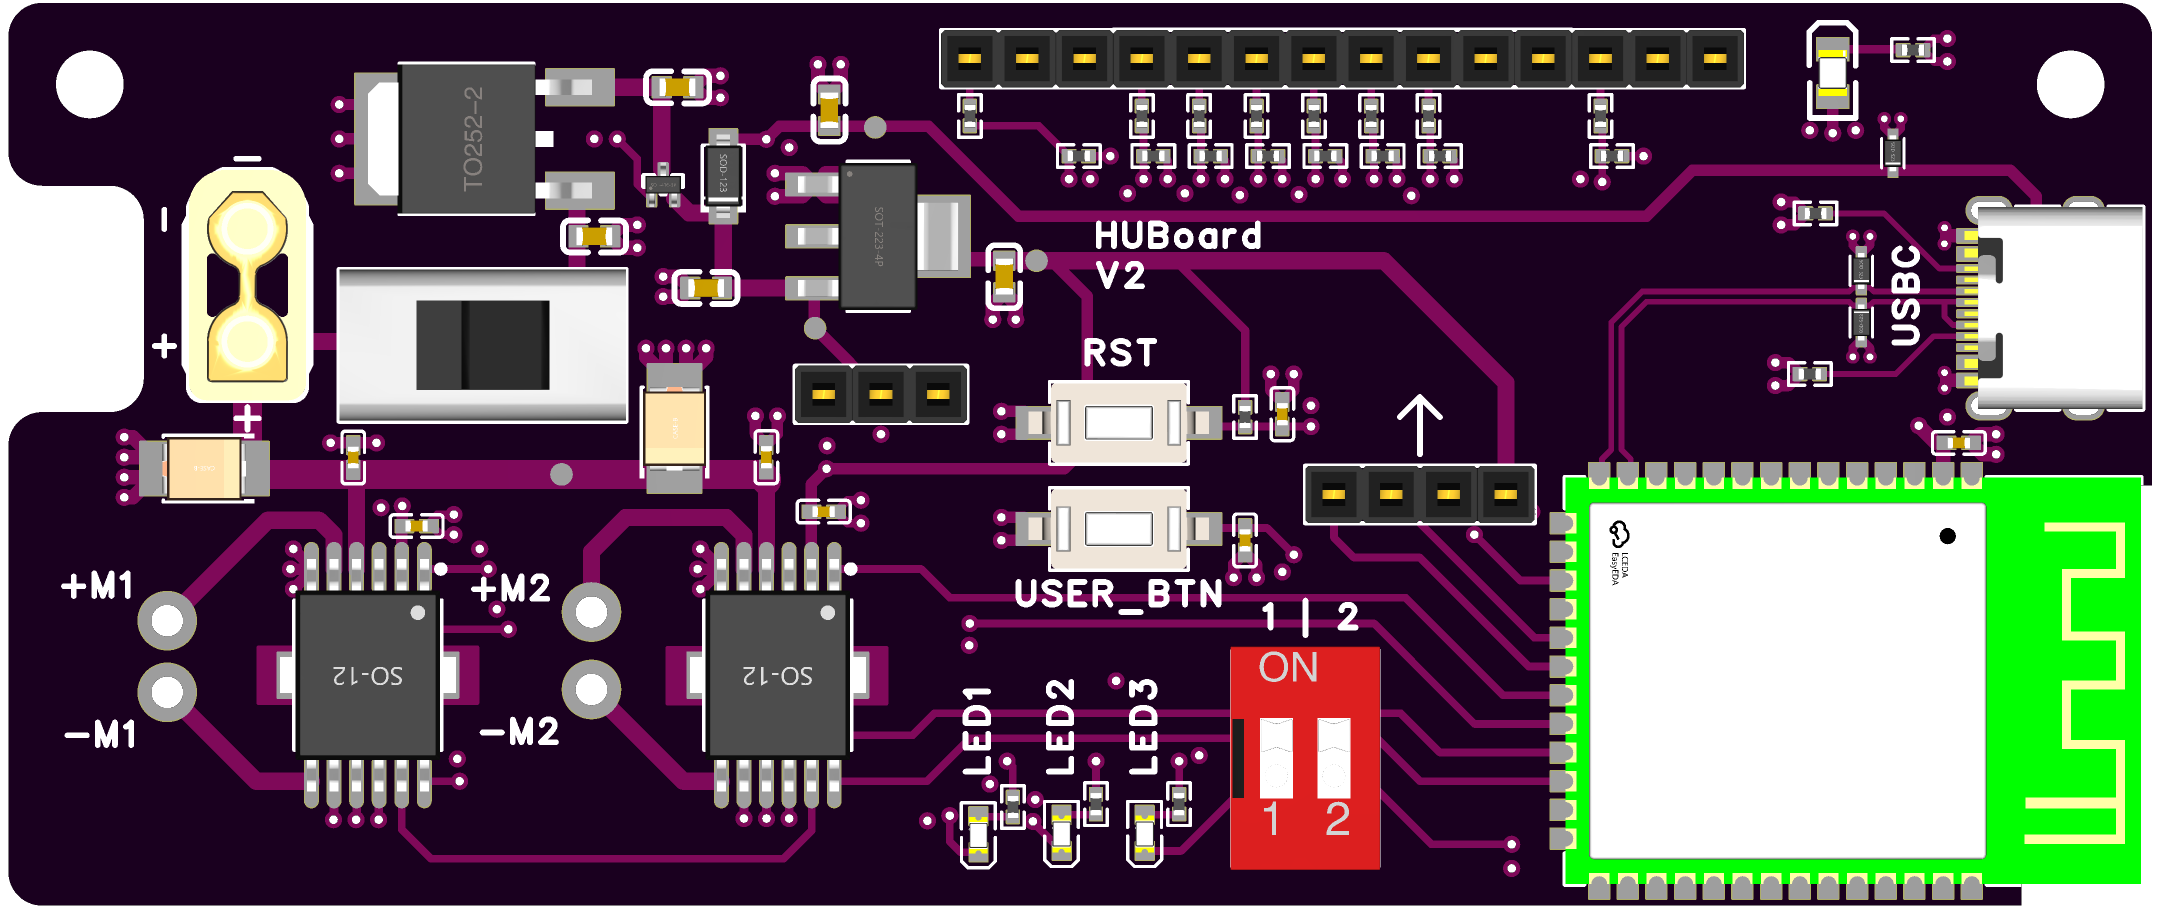 TO252-2
SOD-123
SOT-223-4P
HUBoard
V2
USBC
RST
USER_BTN
+M1
-M1
+M2
-M2
SO-12
SO-12
LED1
LED2
LED3
1 | 2
ON
1 2
LCEDA
EasyEDA
-
-
+
+